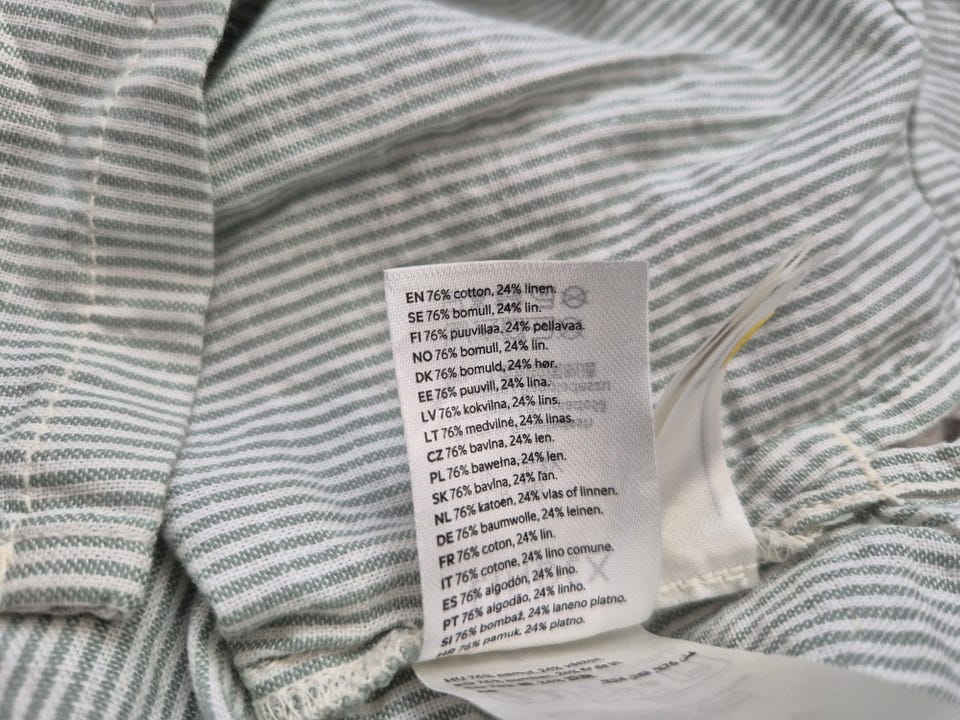 EN 76% cotton, 24% linen.
SE 76% bomull, 24% lin.
FI 76% puuvillaa, 24% pellavaa.
NO 76% bomull, 24% lin.
DK 76% bomuld, 24% hør.
EE 76% puuvill, 24% lina.
LV 76% kokvilna, 24% lins.
LT 76% medvilnė, 24% linas.
CZ 76% bavlna, 24% len.
PL 76% bawełna, 24% len.
SK 76% bavlna, 24% ľan.
NL 76% katoen, 24% vlas of linnen.
DE 76% baumwolle, 24% leinen.
FR 76% coton, 24% lin.
IT 76% cotone, 24% lino comune.
ES 76% algodón, 24% lino.
PT 76% algodão, 24% linho.
SI 76% bombaž, 24% laneno platno.
HR 76% pamuk, 24% platno.